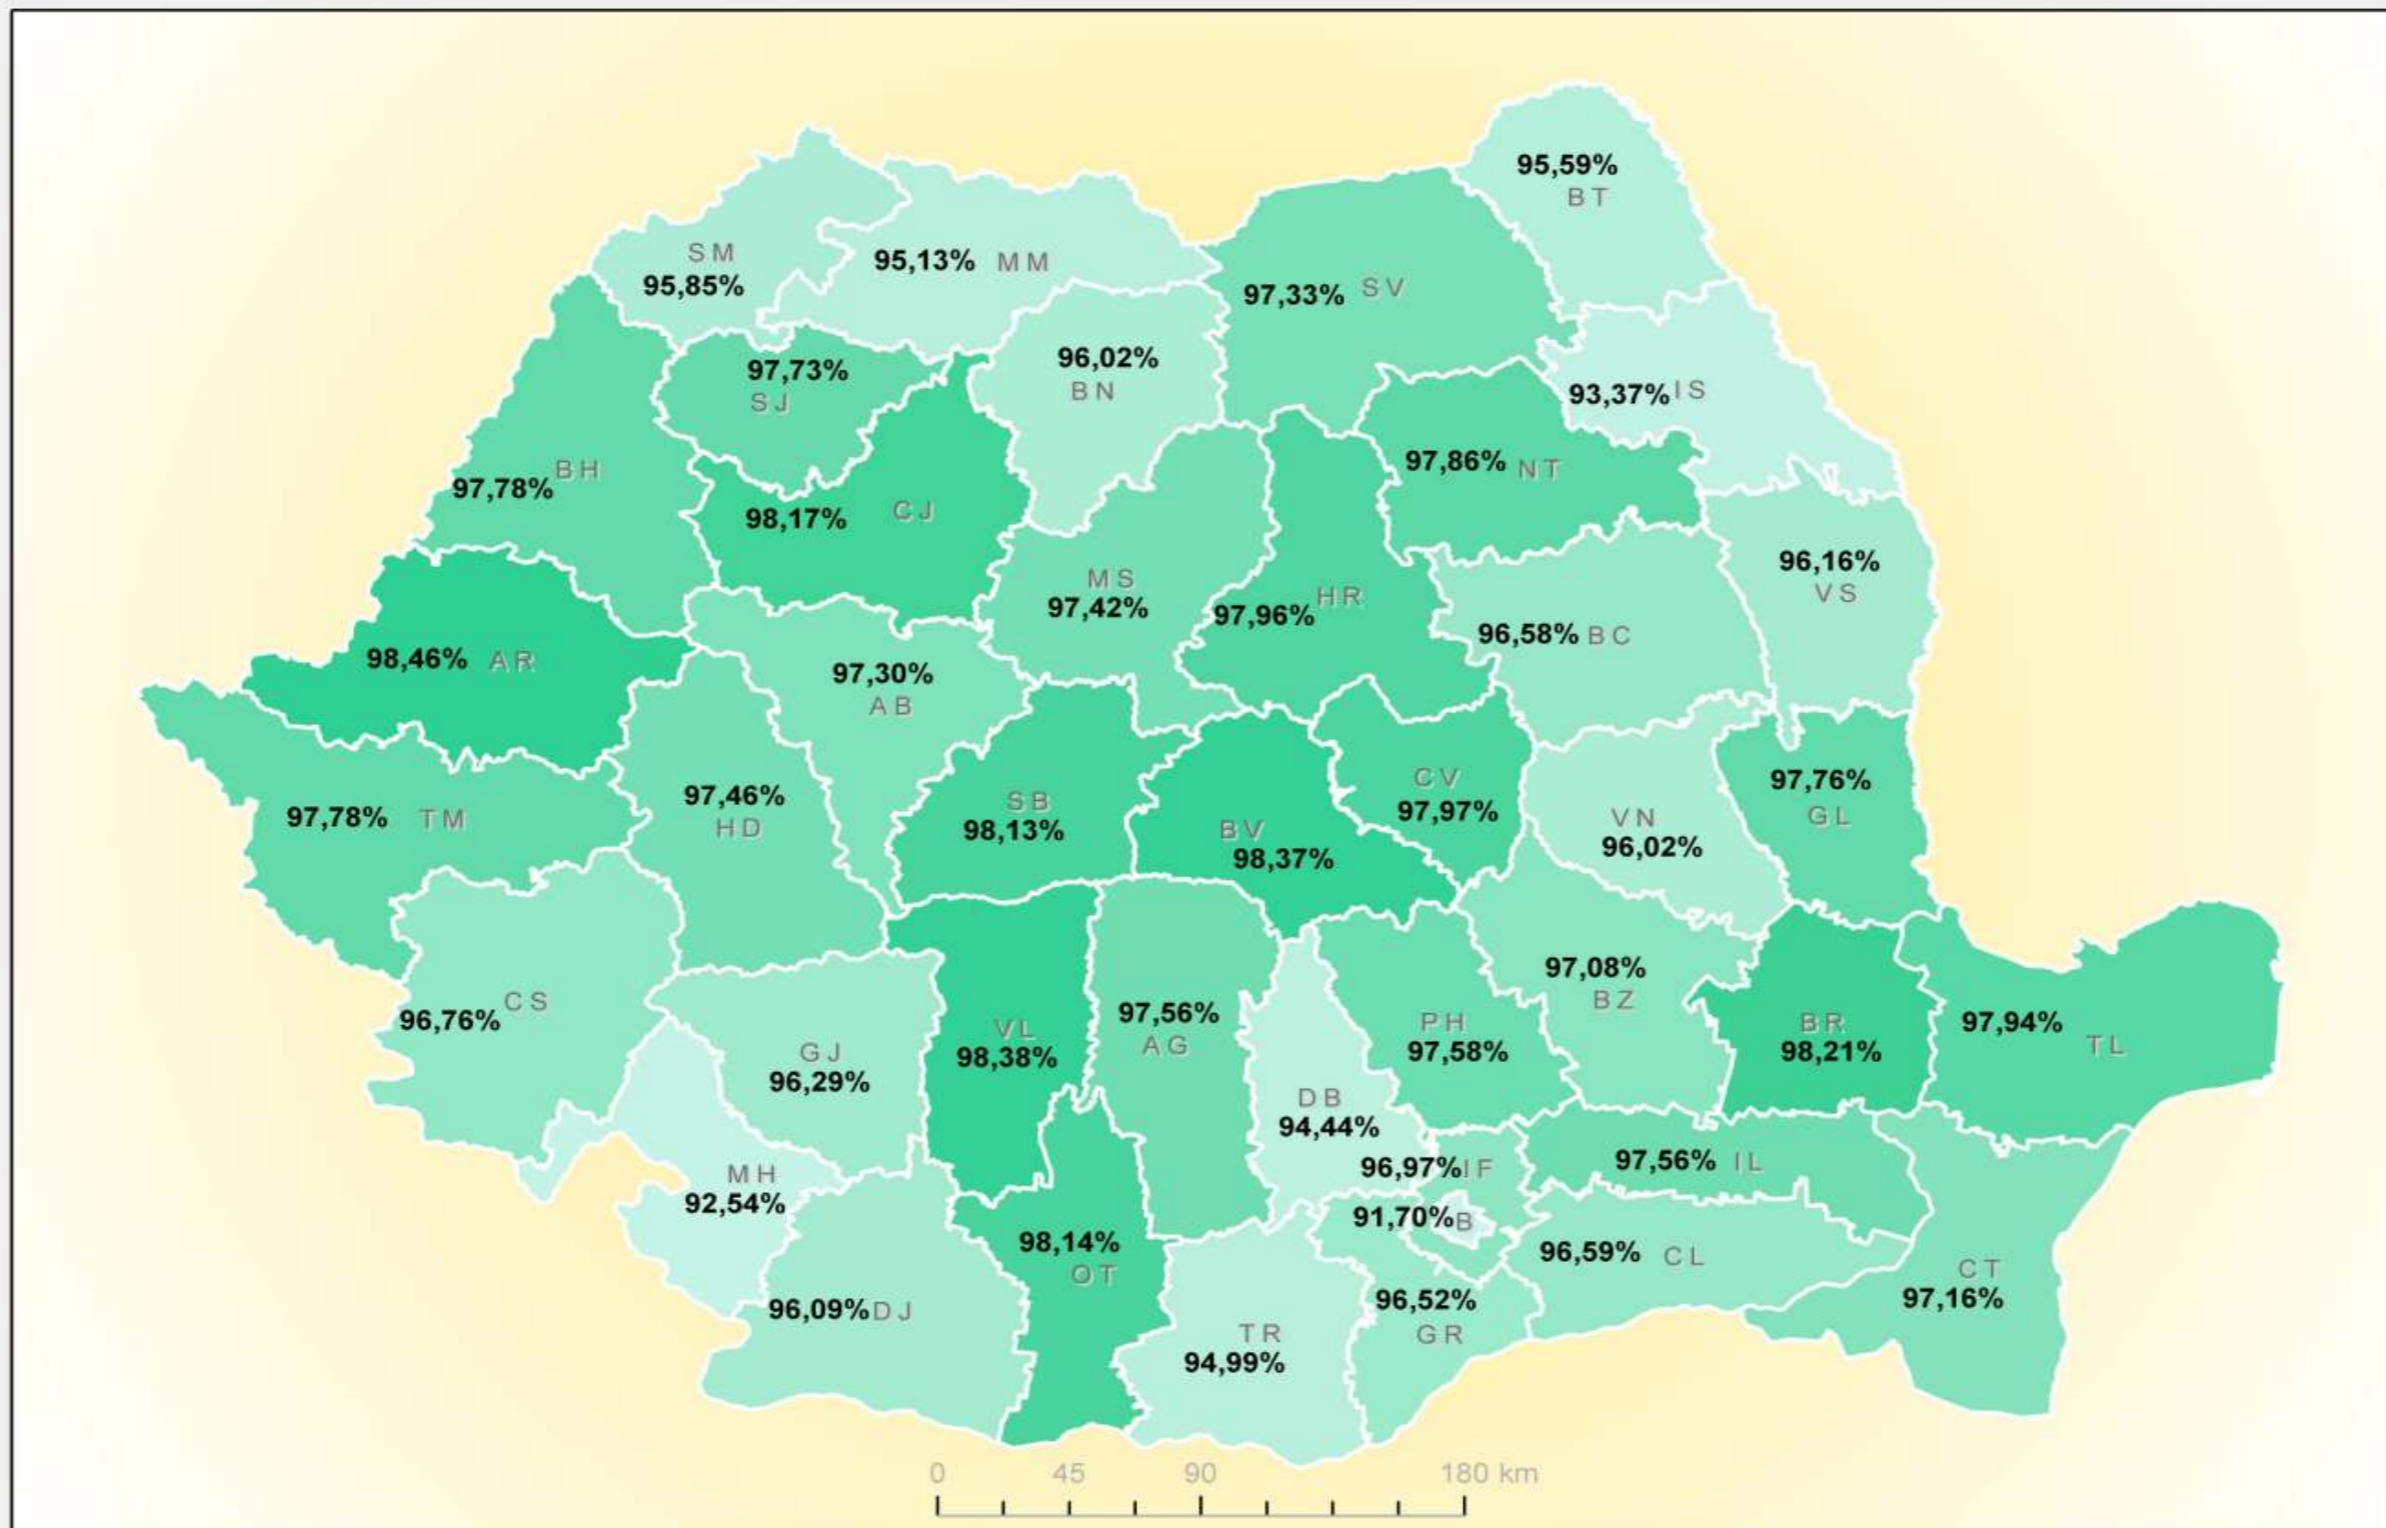 95,59%
BT
SM
95,85%
95,13% MM
97,33% SV
97,73%
SJ
96,02%
BN
93,37% IS
BH
97,78%
98,17% CJ
97,86% NT
MS
97,42%
HR
97,96%
96,16%
VS
96,58% BC
98,46% AR
97,30%
AB
97,78% TM
97,46%
HD
SB
98,13%
BV
98,37%
CV
97,97%
VN
96,02%
97,76%
GL
CS
96,76%
GJ
96,29%
VL
98,38%
97,56%
AG
PH
97,58%
97,08%
BZ
BR
98,21%
97,94%
TL
DB
94,44%
96,97% IF
97,56% IL
MH
92,54%
91,70% B
98,14%
OT
96,59% CL
CT
97,16%
96,09% DJ
96,52%
GR
TR
94,99%
0 45 90 180 km